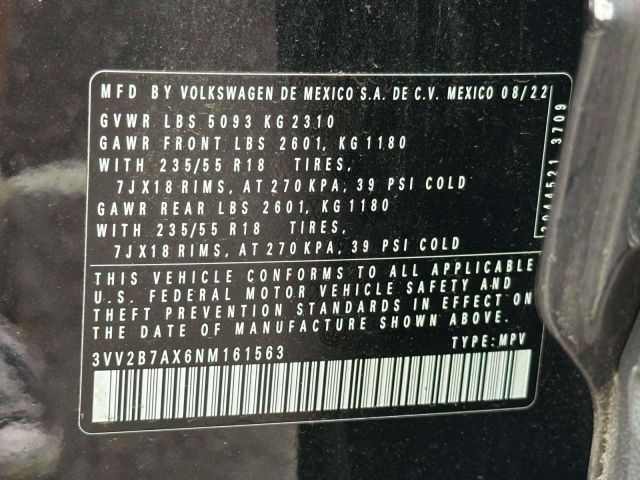 MFD BY VOLKSWAGEN DE MEXICO S.A. DE C.V. MEXICO 08/22
GVWR LBS 5093 KG 2310
GAWR FRONT LBS 2601, KG 1180
WITH 235/55 R18 TIRES,
7JX18 RIMS, AT 270 KPA, 39 PSI COLD
GAWR REAR LBS 2601, KG 1180
WITH 235/55 R18 TIRES,
7JX18 RIMS, AT 270 KPA, 39 PSI COLD
THIS VEHICLE CONFORMS TO ALL APPLICABLE
U.S. FEDERAL MOTOR VEHICLE SAFETY AND
THEFT PREVENTION STANDARDS IN EFFECT ON
THE DATE OF MANUFACTURE SHOWN ABOVE.
3VV2B7AX6NM161563 TYPE: MPV
3709